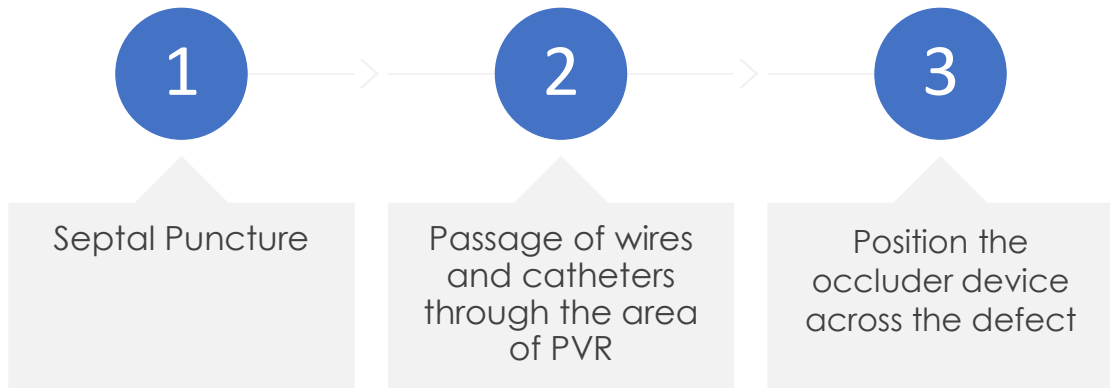 1
2
3
Septal Puncture
Passage of wires
and catheters
through the area
of PVR
Position the
occluder device
across the defect